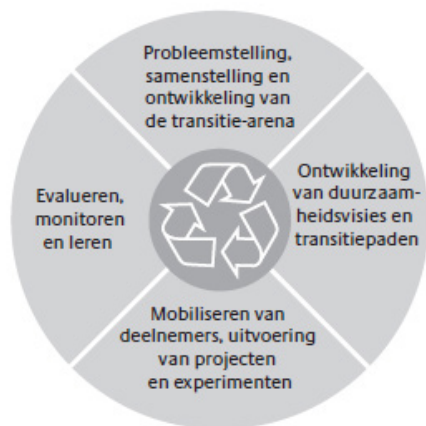 Probleemstelling,
samenstelling en
ontwikkeling van
de transitie-arena
Ontwikkeling
van duurzaam-
heidsvisies en
transitiepaden
Mobiliseren van
deelnemers, uitvoering
van projecten
en experimenten
Evalueren,
monitoren
en leren